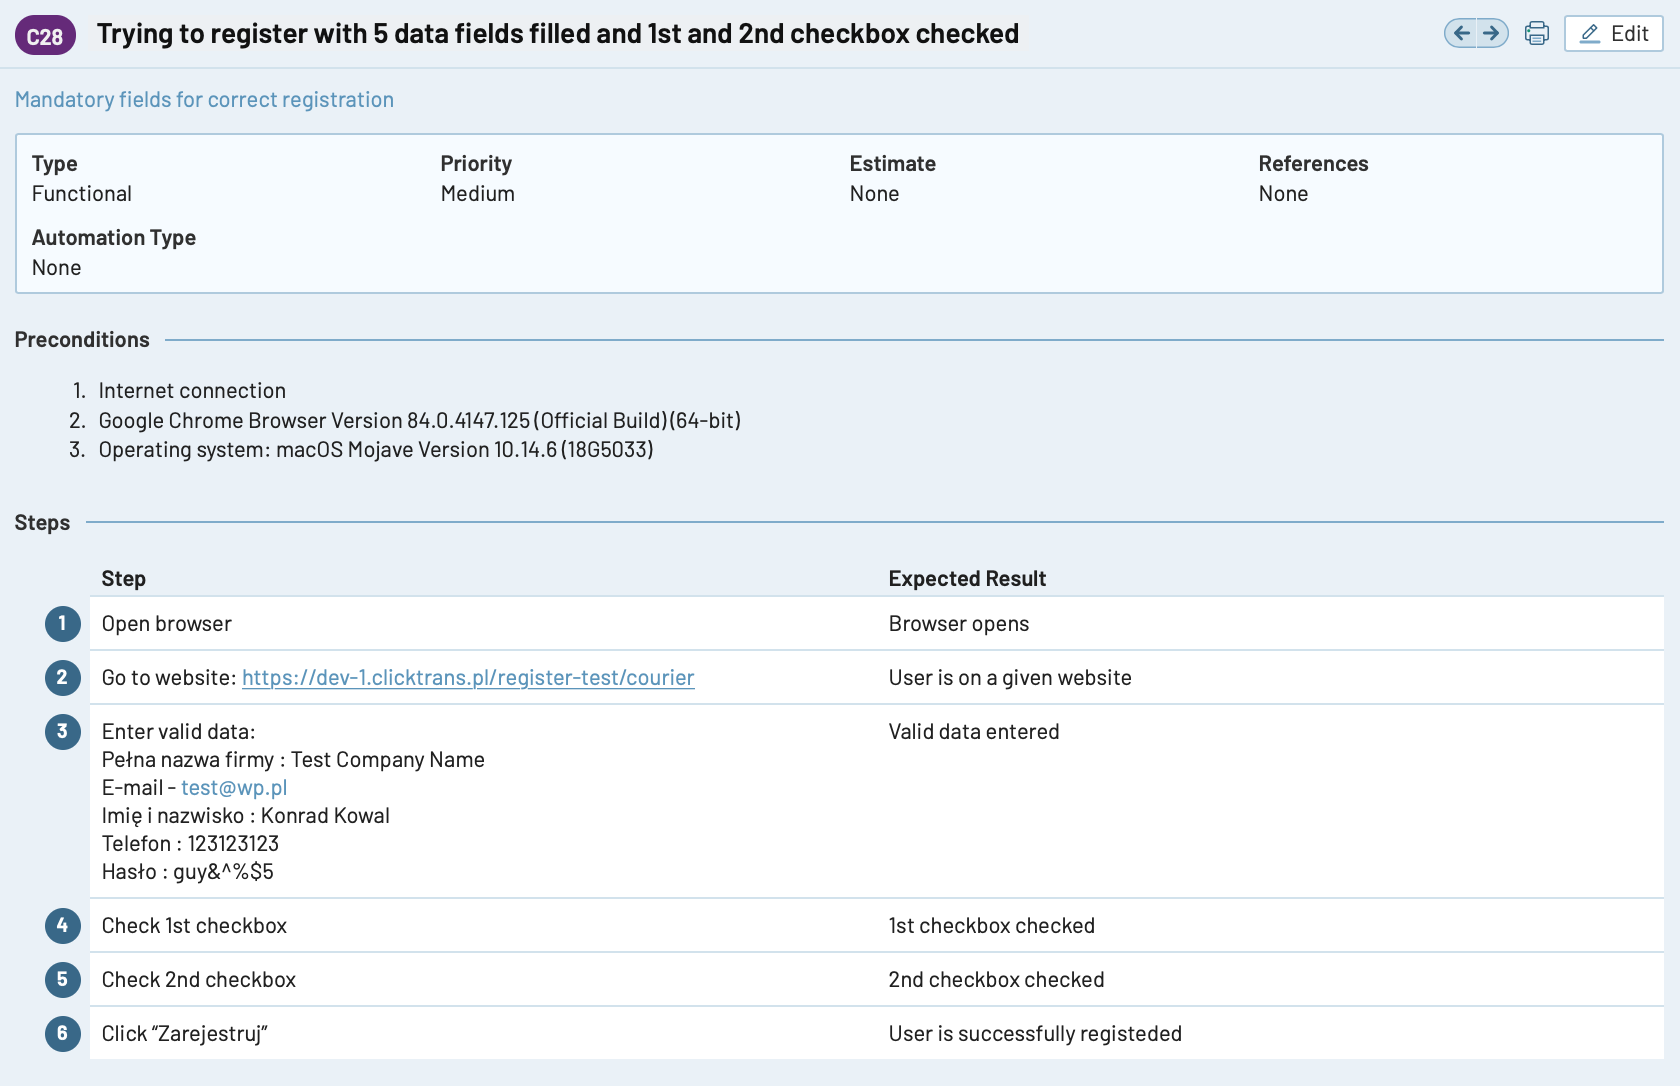 C28 Trying to register with 5 data fields filled and 1st and 2nd checkbox checked Edit
Mandatory fields for correct registration
Type Priority Estimate References
Functional Medium None None
Automation Type
None
Preconditions
1. Internet connection
2. Google Chrome Browser Version 84.0.4147.125 (Official Build) (64-bit)
3. Operating system: macOS Mojave Version 10.14.6 (18G5033)
Steps
Step Expected Result
1 Open browser Browser opens
2 Go to website: https://dev-1.clicktrans.pl/register-test/courier User is on a given website
3 Enter valid data: Valid data entered
Pełna nazwa firmy : Test Company Name
E-mail - test@wp.pl
Imię i nazwisko : Konrad Kowal
Telefon : 123123123
Hasło : guy&^%$5
4 Check 1st checkbox 1st checkbox checked
5 Check 2nd checkbox 2nd checkbox checked
6 Click “Zarejestruj” User is successfully registeded